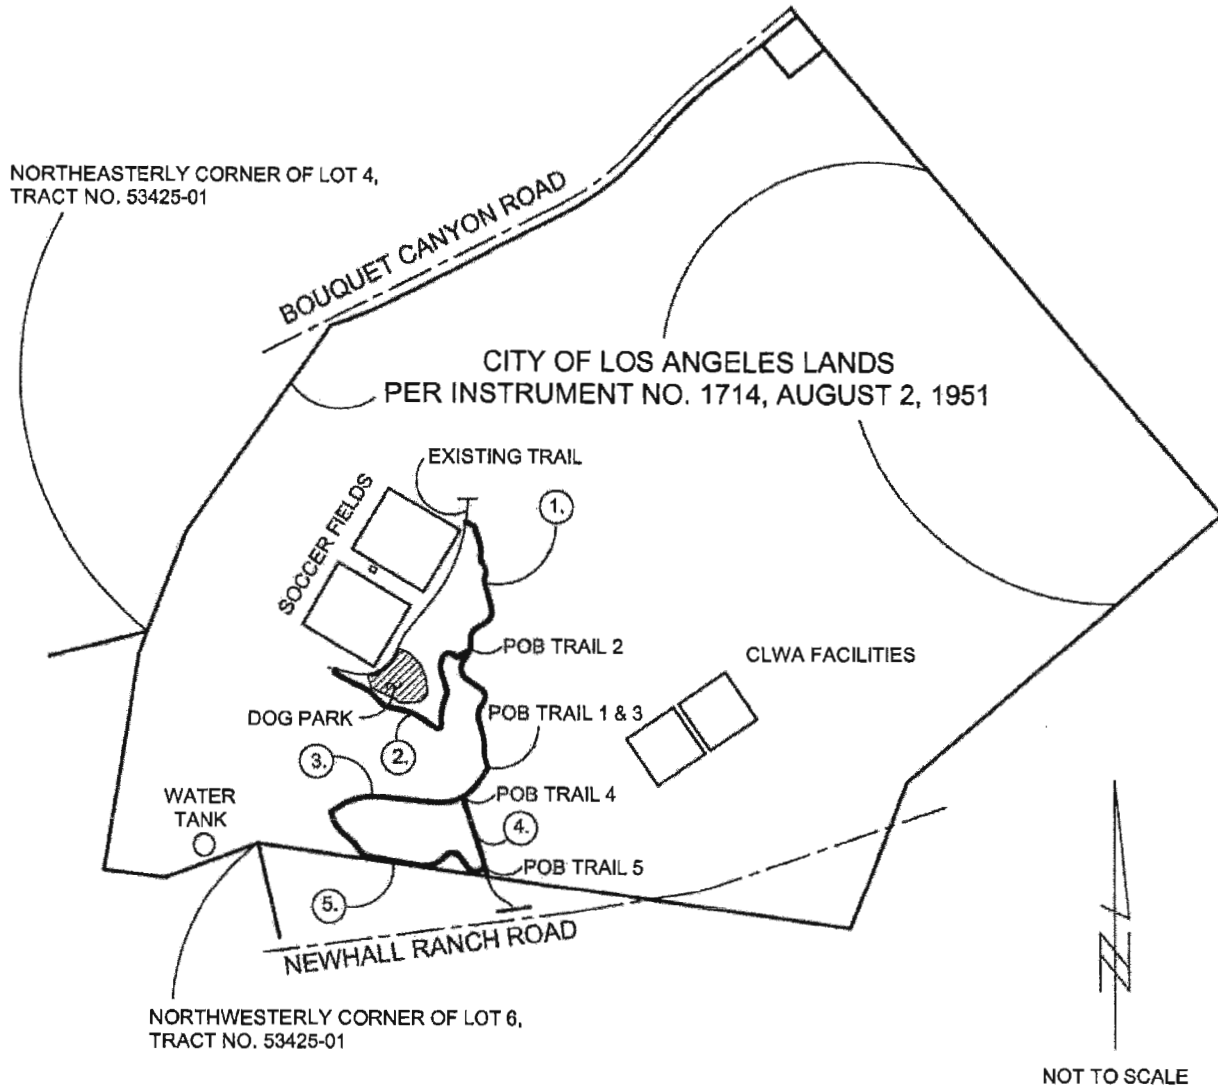 NORTHEASTERLY CORNER OF LOT 4,
TRACT NO. 53425-01
BOUQUET CANYON ROAD
CITY OF LOS ANGELES LANDS
PER INSTRUMENT NO. 1714, AUGUST 2, 1951
EXISTING TRAIL
SOCCER FIELDS
1.
POB TRAIL 2
CLWA FACILITIES
DOG PARK
POB TRAIL 1 & 3
2.
3.
WATER
TANK
POB TRAIL 4
4.
POB TRAIL 5
5.
NEWHALL RANCH ROAD
N
NORTHWESTERLY CORNER OF LOT 6,
TRACT NO. 53425-01
NOT TO SCALE